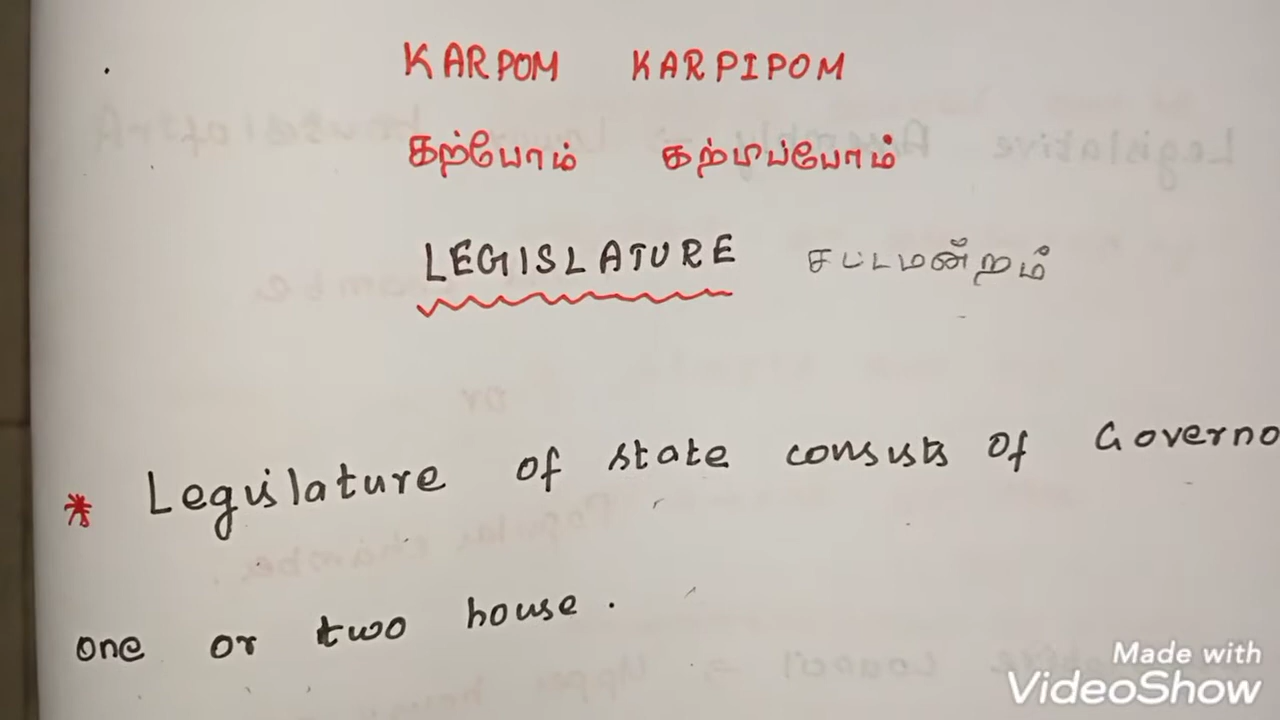 KARPOM KARPIPOM
கற்போம் கற்பிப்போம்
LEGISLATURE சட்டமன்றம்
* Legislature of state consists of Governo
one or two house.
Made with
VideoShow